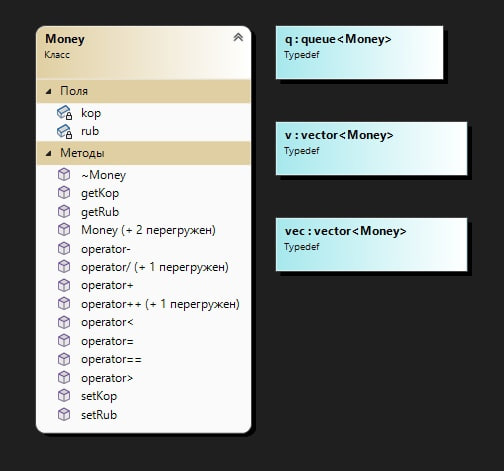 Money
Класс
Поля
kop
rub
Методы
~Money
getKop
getRub
Money (+ 2 перегружен)
operator-
operator/ (+ 1 перегружен)
operator+
operator++ (+ 1 перегружен)
operator<
operator=
operator==
operator>
setKop
setRub
q : queue<Money>
Typedef
v : vector<Money>
Typedef
vec : vector<Money>
Typedef